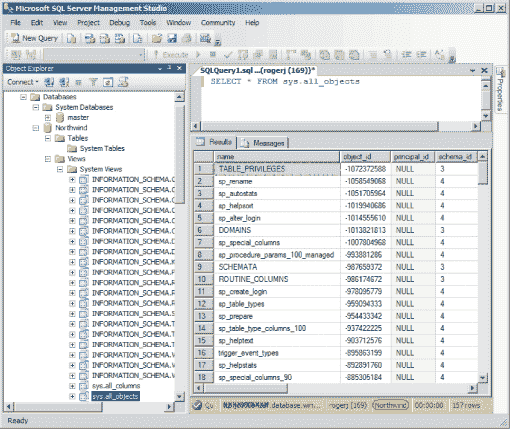 Microsoft SQL Server Management Studio
File Edit View Project Debug Tools Window Community Help
New Query
Execute
Object Explorer
Connect
Databases
System Databases
master
Northwind
Tables
System Tables
Views
System Views
INFORMATION_SCHEMA.C
INFORMATION_SCHEMA.C
INFORMATION_SCHEMA.C
INFORMATION_SCHEMA.C
INFORMATION_SCHEMA.C
INFORMATION_SCHEMA.D
INFORMATION_SCHEMA.D
INFORMATION_SCHEMA.K
INFORMATION_SCHEMA.P
INFORMATION_SCHEMA.R
INFORMATION_SCHEMA.R
INFORMATION_SCHEMA.R
INFORMATION_SCHEMA.S
INFORMATION_SCHEMA.T
INFORMATION_SCHEMA.T
INFORMATION_SCHEMA.T
INFORMATION_SCHEMA.V
INFORMATION_SCHEMA.V
INFORMATION_SCHEMA.V
sys.all_columns
sys.all_objects
SQLQuery1.sql ...(rogerj (169))*
SELECT * FROM sys.all_objects
Properties
Results Messages
name object_id principal_id schema_id
1 TABLE_PRIVILEGES -1072372588 NULL 3
2 sp_rename -1058549068 NULL 4
3 sp_autostats -1051705964 NULL 4
4 sp_helpsort -1019940686 NULL 4
5 sp_alter_login -1014555610 NULL 4
6 DOMAINS -1013821813 NULL 3
7 sp_special_columns -1007804968 NULL 4
8 sp_procedure_params_100_managed -993881286 NULL 4
9 SCHEMATA -987659372 NULL 3
10 ROUTINE_COLUMNS -986174672 NULL 3
11 sp_create_login -978095779 NULL 4
12 sp_table_types -959094333 NULL 4
13 sp_prepare -954433342 NULL 4
14 sp_table_type_columns_100 -937422225 NULL 4
15 sp_helptext -903712576 NULL 4
16 trigger_event_types -895863199 NULL 4
17 sp_helpstats -892891760 NULL 4
18 sp_special_columns_90 -885305184 NULL 4
Qu .database.win... rogerj (169) Northwind 00:00:00 157 rows
Ready